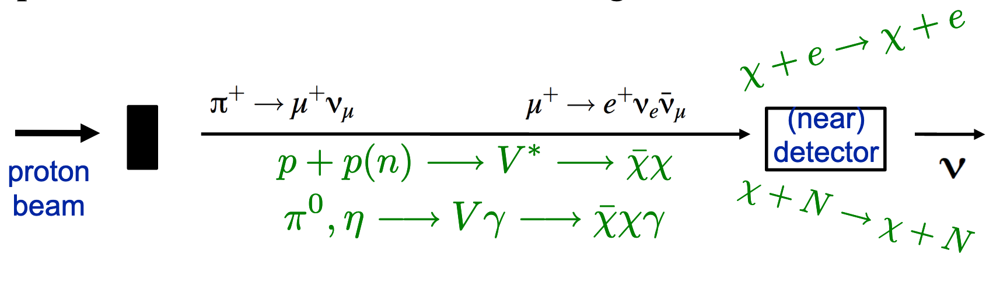 χ + e → χ + e
π⁺ → μ⁺ν_μ
μ⁺ → e⁺ν_e ν̄_μ
proton
beam
p + p(n) ⟶ V* ⟶ χ̄χ
π⁰, η ⟶ Vγ ⟶ χ̄χγ
(near)
detector
ν
χ + N → χ + N